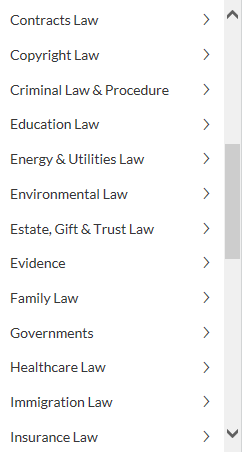 Contracts Law
Copyright Law
Criminal Law & Procedure
Education Law
Energy & Utilities Law
Environmental Law
Estate, Gift & Trust Law
Evidence
Family Law
Governments
Healthcare Law
Immigration Law
Insurance Law